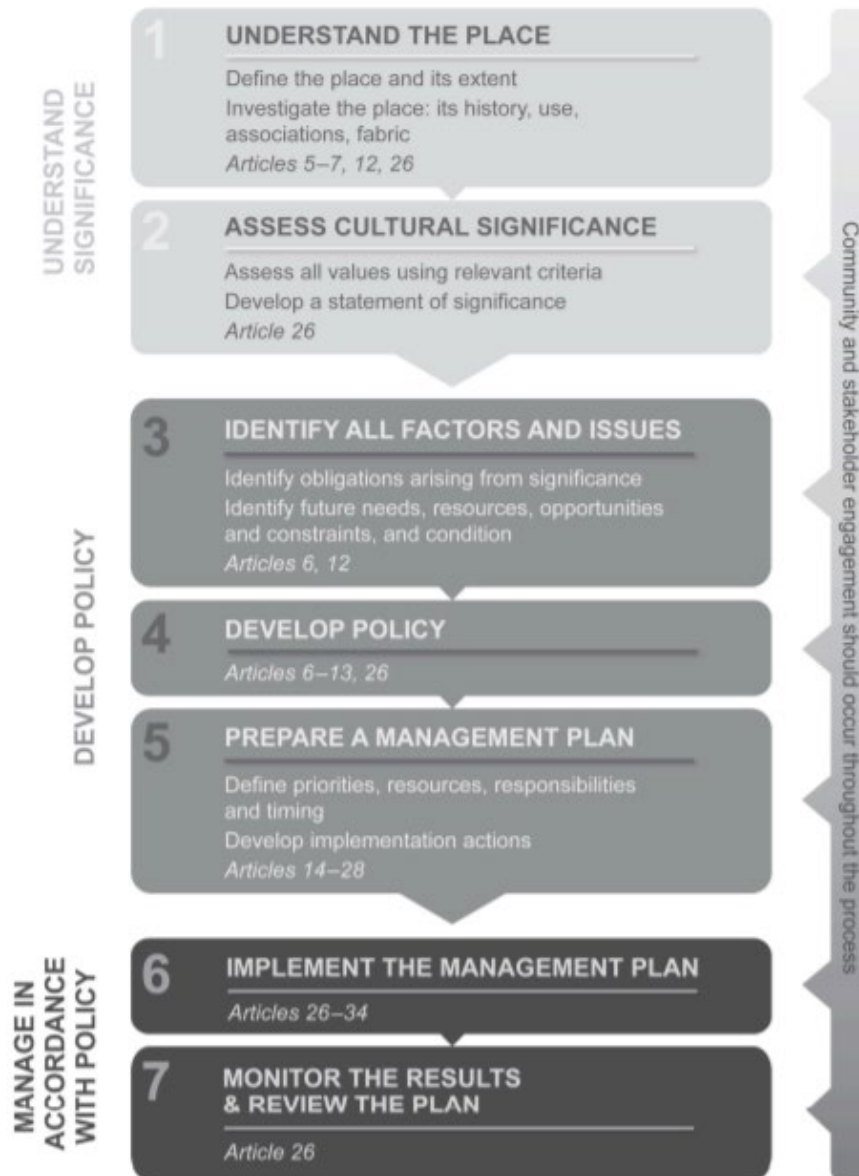 UNDERSTAND
SIGNIFICANCE
1
UNDERSTAND THE PLACE
Define the place and its extent
Investigate the place: its history, use,
associations, fabric
Articles 5–7, 12, 26
2
ASSESS CULTURAL SIGNIFICANCE
Assess all values using relevant criteria
Develop a statement of significance
Article 26
DEVELOP POLICY
3
IDENTIFY ALL FACTORS AND ISSUES
Identify obligations arising from significance
Identify future needs, resources, opportunities
and constraints, and condition
Articles 6, 12
4
DEVELOP POLICY
Articles 6–13, 26
5
PREPARE A MANAGEMENT PLAN
Define priorities, resources, responsibilities
and timing
Develop implementation actions
Articles 14–28
MANAGE IN
ACCORDANCE
WITH POLICY
6
IMPLEMENT THE MANAGEMENT PLAN
Articles 26–34
7
MONITOR THE RESULTS
& REVIEW THE PLAN
Article 26
Community and stakeholder engagement should occur throughout the process